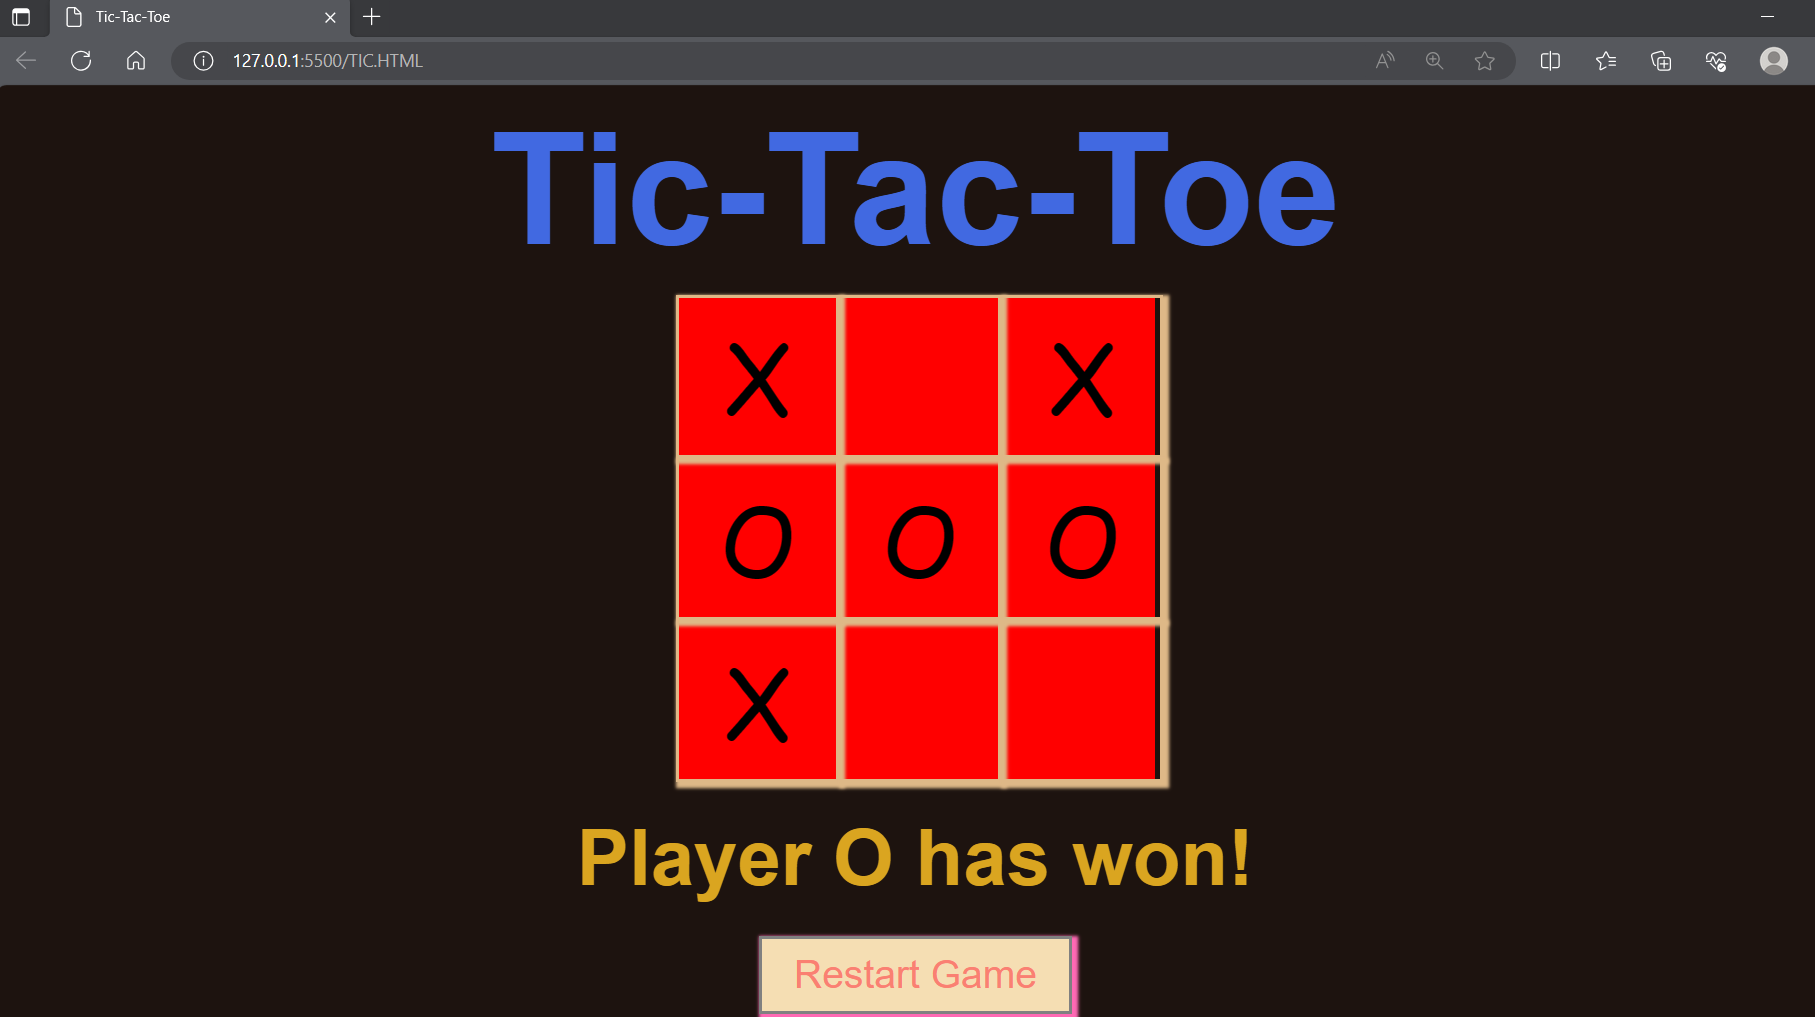 Tic-Tac-Toe
127.0.0.1:5500/TIC.HTML
A
Tic-Tac-Toe
X X
O O O
X
Player O has won!
Restart Game